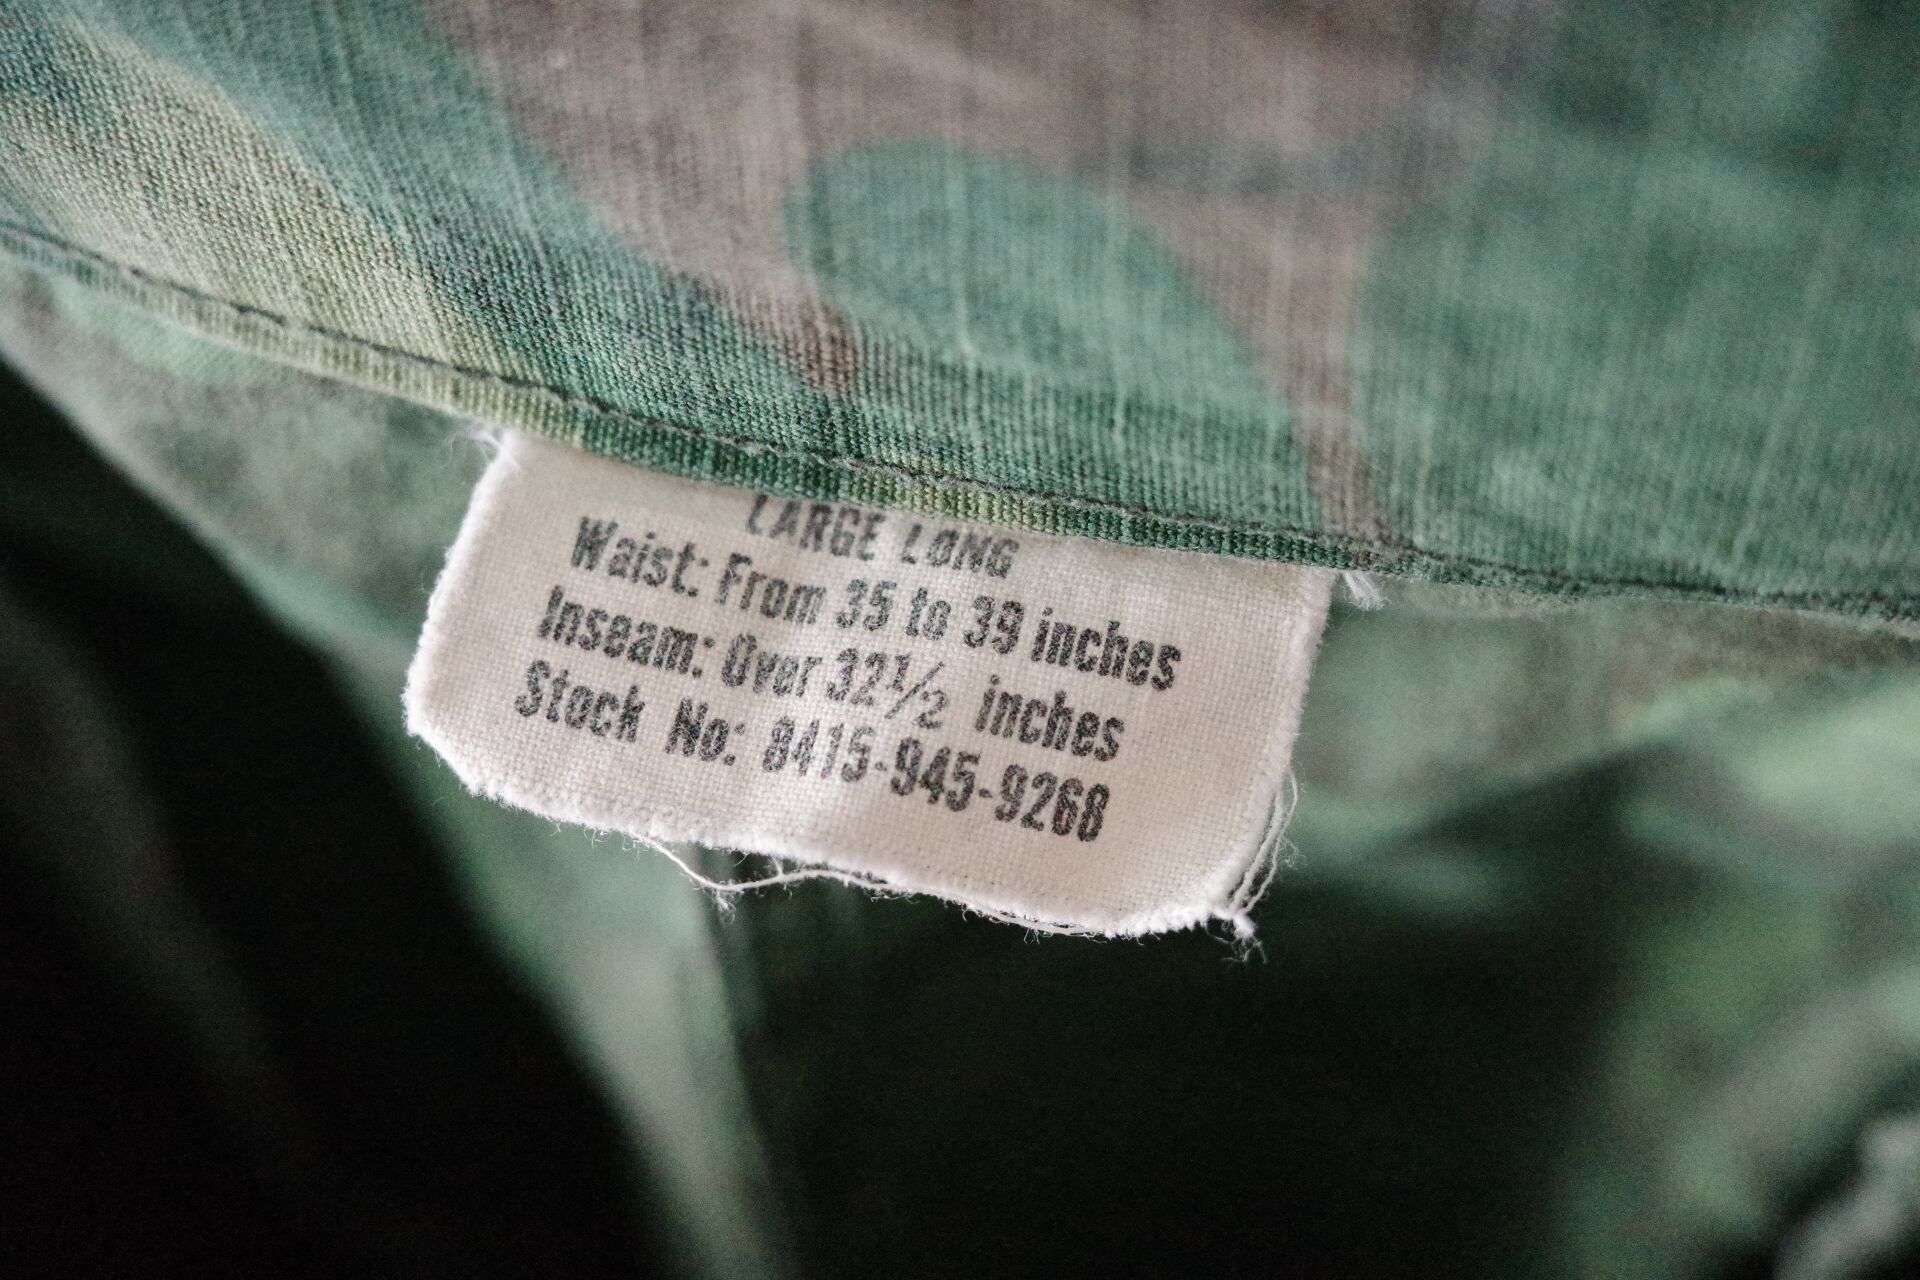 LARGE LONG
Waist: From 35 to 39 inches
Inseam: Over 32½ inches
Stock No: 8415-945-9268